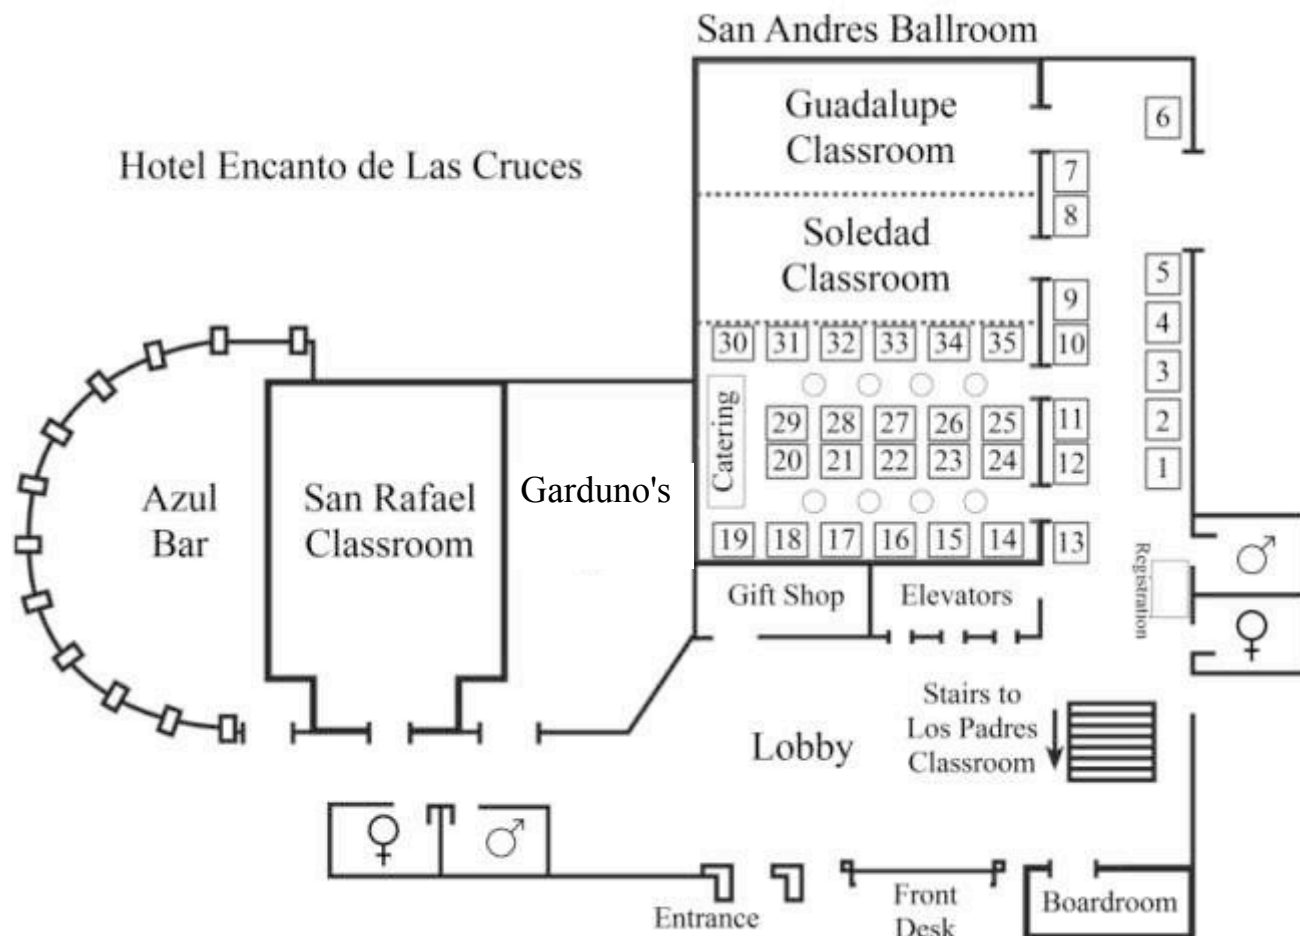 San Andres Ballroom
Guadalupe
Classroom
6
Hotel Encanto de Las Cruces
7
8
Soledad
Classroom
5
9
4
30 31 32 33 34 35 10
3
Catering
29 28 27 26 25 11
2
20 21 22 23 24 12
1
Azul
Bar
San Rafael
Classroom
Garduno's
19 18 17 16 15 14 13
Registration
Gift Shop
Elevators
Stairs to
Los Padres
Classroom
Lobby
Entrance
Front
Desk
Boardroom